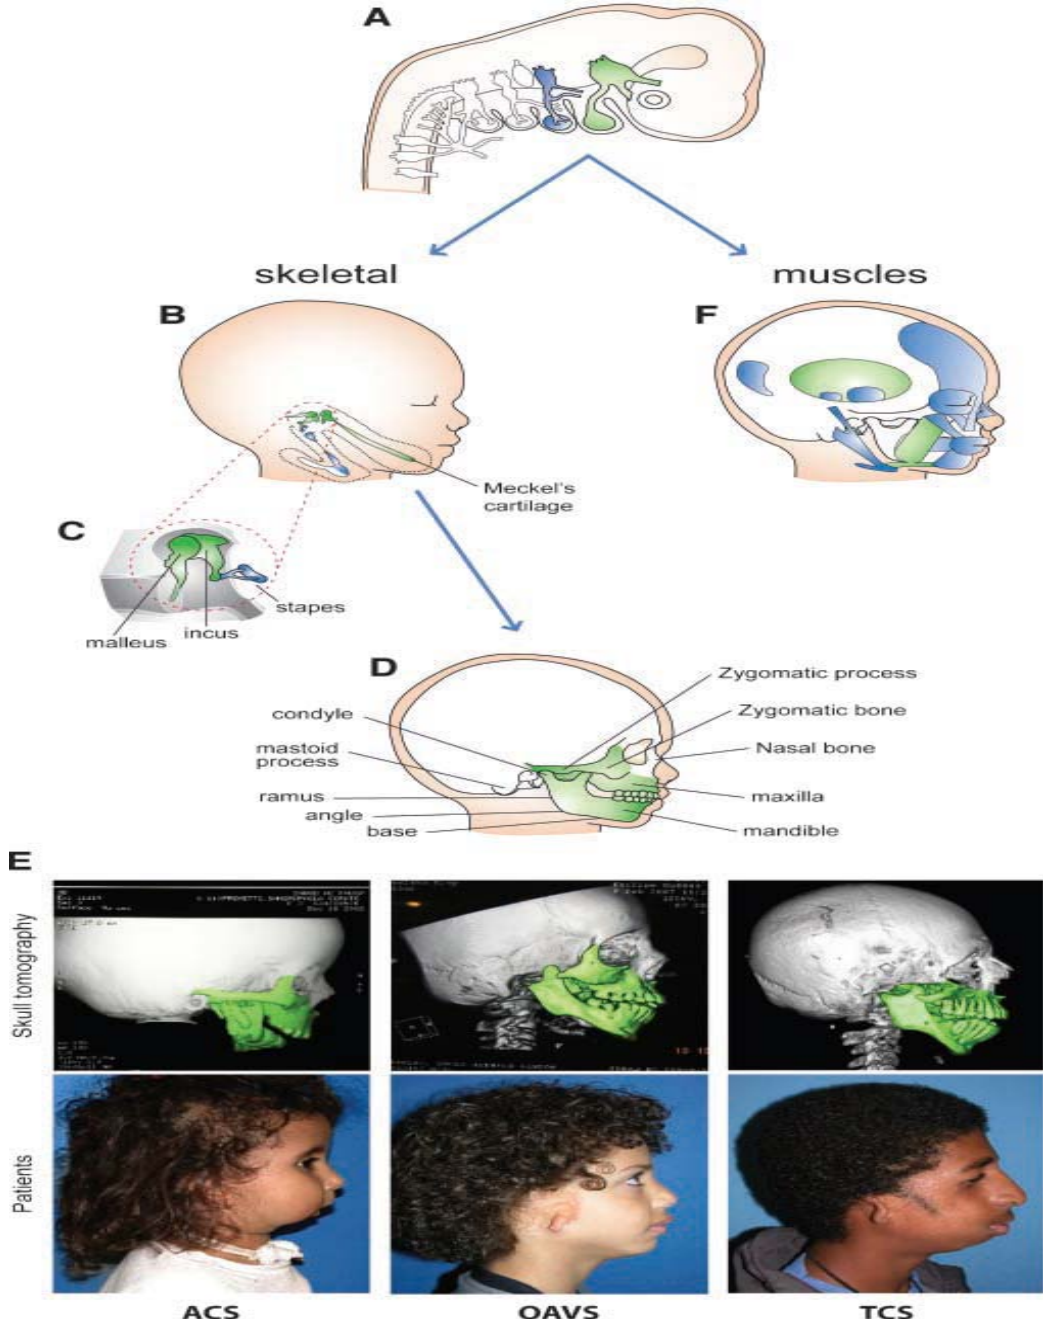 A
skeletal
muscles
B
F
Meckel's
cartilage
C
stapes
incus
malleus
D
Zygomatic process
condyle
Zygomatic bone
mastoid
process
Nasal bone
ramus
maxilla
angle
base
mandible
E
Skull tomography
Patients
ACS
OAVS
TCS